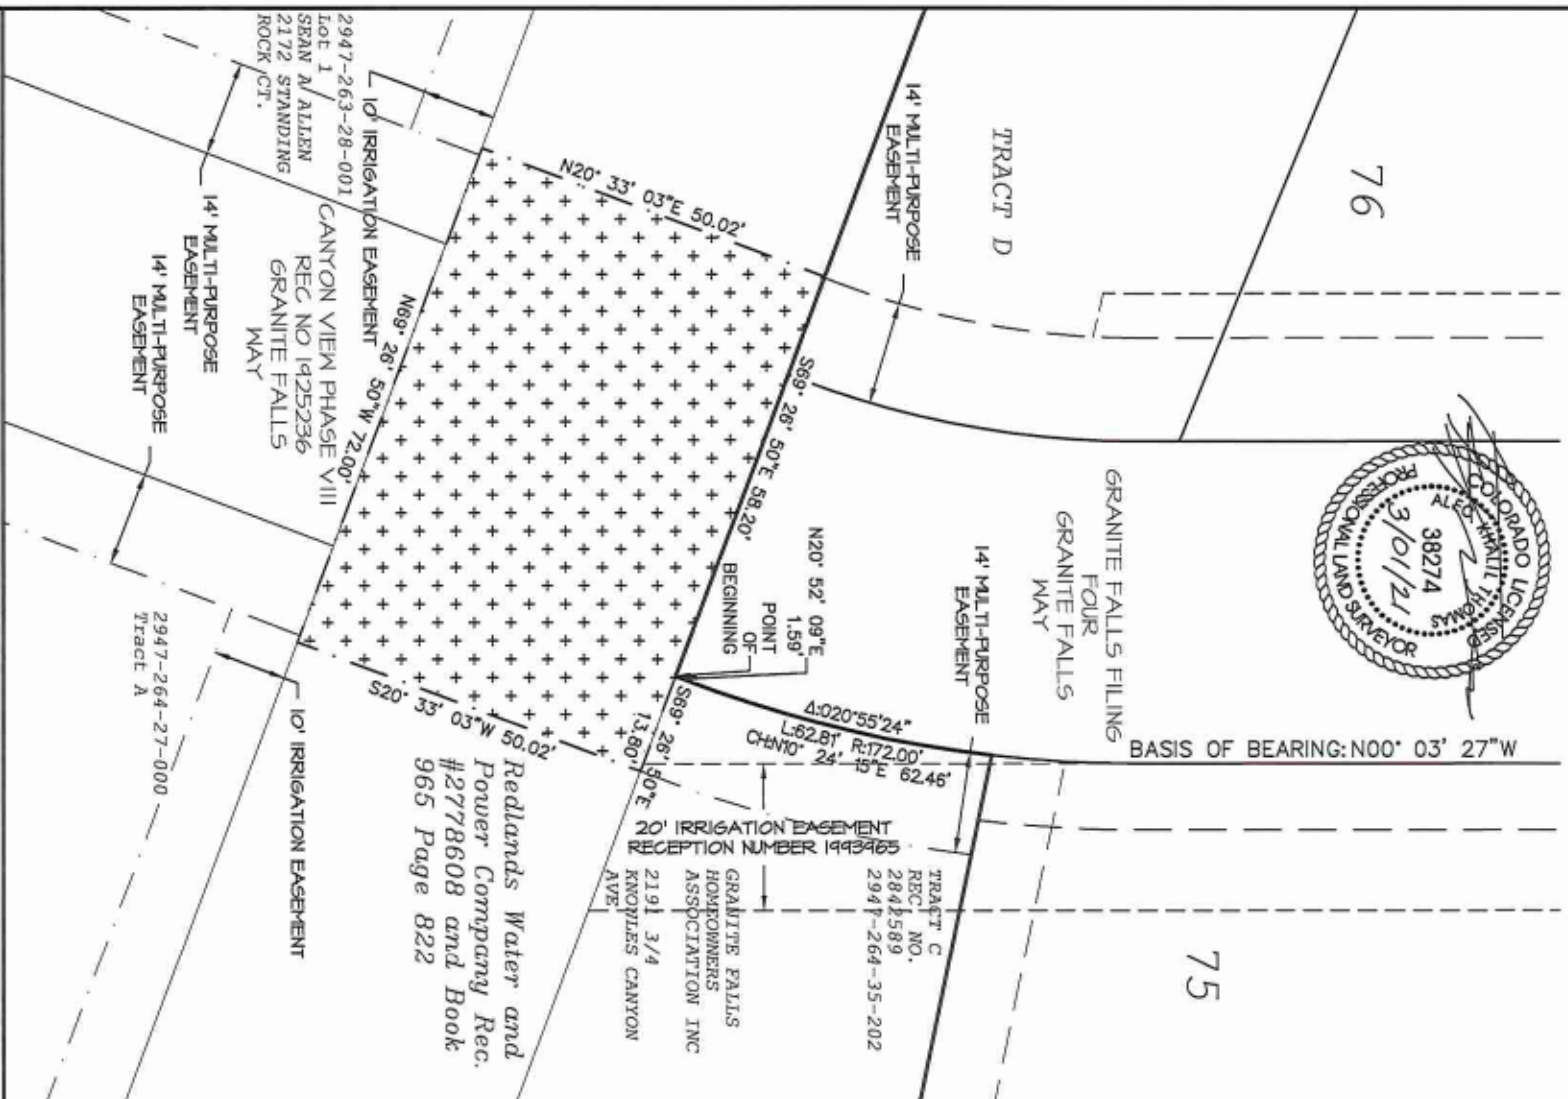 76
TRACT D
14' MULTI-PURPOSE
EASEMENT
COLORADO LICENSED
ALEC KHALIL THOMAS
38274
3/01/21
PROFESSIONAL LAND SURVEYOR
GRANITE FALLS FILING
FOUR
GRANITE FALLS
WAY
BASIS OF BEARING: N00° 03' 27"W
14' MULTI-PURPOSE
EASEMENT
N20° 52' 09"E
1.59'
POINT
OF
BEGINNING
Δ:020°55'24"
L:62.81' R:172.00'
CH:N10° 24' 15"E 62.46'
S69° 26' 50"E 58.20'
S69° 26' 50"E
13.80'
N20° 33' 03"E 50.02'
N69° 26' 50"W 72.00'
S20° 33' 03"W 50.02'
20' IRRIGATION EASEMENT
RECEPTION NUMBER 1993965
TRACT C
REC. NO.
2842589
2947-264-35-202
75
GRANITE FALLS
HOMEOWNERS
ASSOCIATION INC
2191 3/4
KNOWLES CANYON
AVE
Redlands Water and
Power Company Rec.
#2778608 and Book
965 Page 822
10' IRRIGATION EASEMENT
2947-263-28-001
Lot 1
SEAN A ALLEN
2172 STANDING
ROCK CT.
CANYON VIEW PHASE VIII
REC NO 1925236
GRANITE FALLS
WAY
14' MULTI-PURPOSE
EASEMENT
14' MULTI-PURPOSE
EASEMENT
10' IRRIGATION EASEMENT
2947-264-27-000
Tract A